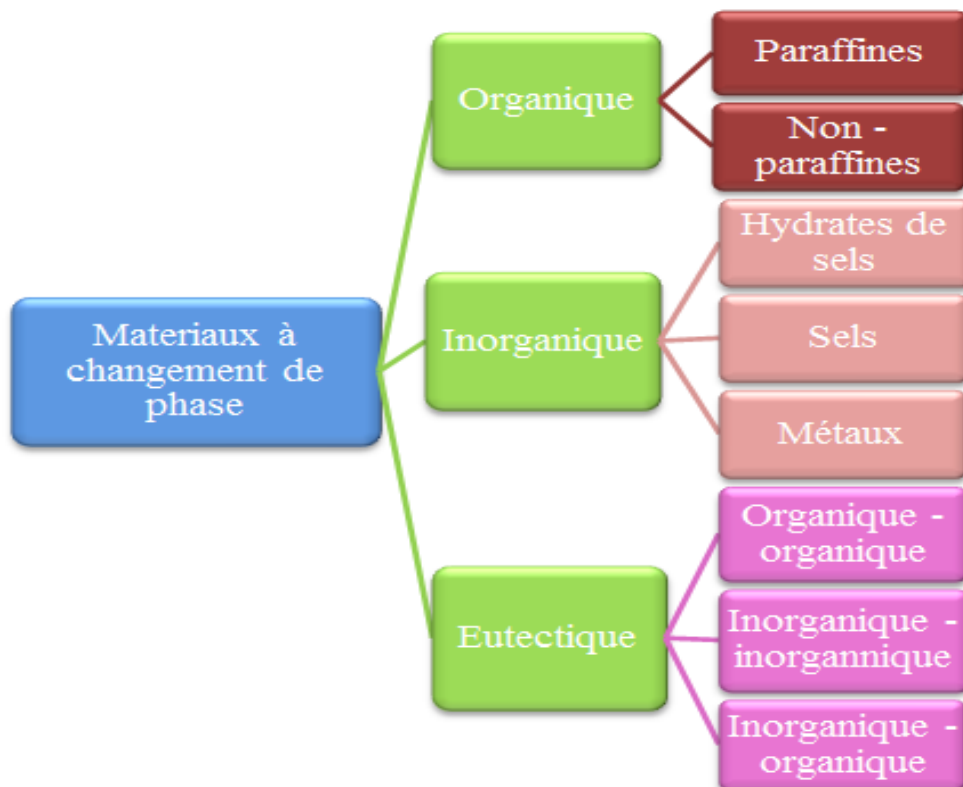 Materiaux à
changement de
phase
Organique
Paraffines
Non -
paraffines
Inorganique
Hydrates de
sels
Sels
Métaux
Eutectique
Organique -
organique
Inorganique -
inorgannique
Inorganique -
organique